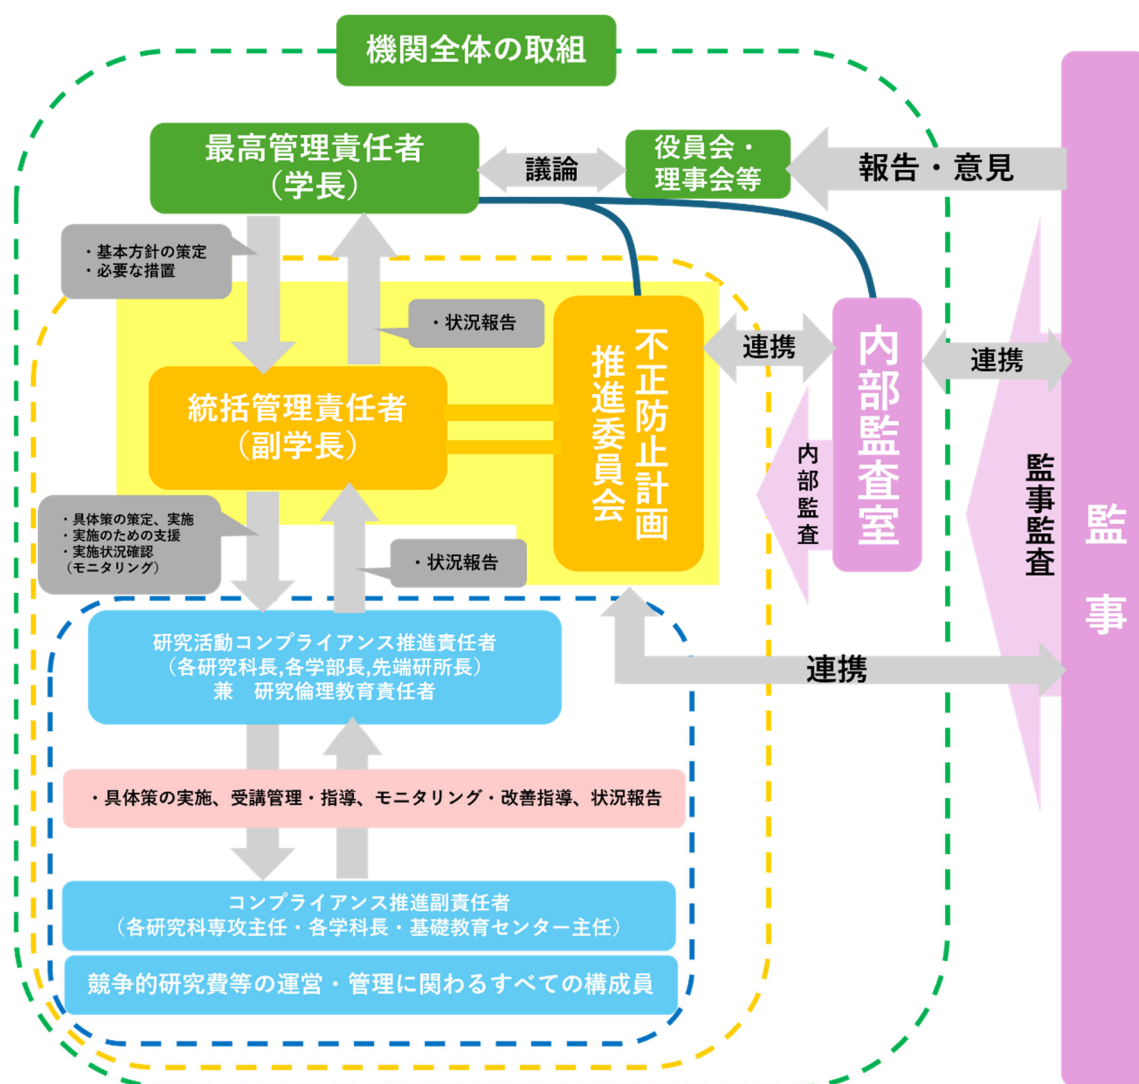 機関全体の取組
最高管理責任者
（学長）
議論
役員会・
理事会等
報告・意見
・基本方針の策定
・必要な措置
・状況報告
統括管理責任者
（副学長）
不正防止計画
推進委員会
連携
内部監査室
連携
内部監査
監事監査
監事
・具体策の策定、実施
・実施のための支援
・実施状況確認
（モニタリング）
・状況報告
研究活動コンプライアンス推進責任者
（各研究科長,各学部長,先端研所長）
兼　研究倫理教育責任者
連携
・具体策の実施、受講管理・指導、モニタリング・改善指導、状況報告
コンプライアンス推進副責任者
（各研究科専攻主任・各学科長・基礎教育センター主任）
競争的研究費等の運営・管理に関わるすべての構成員